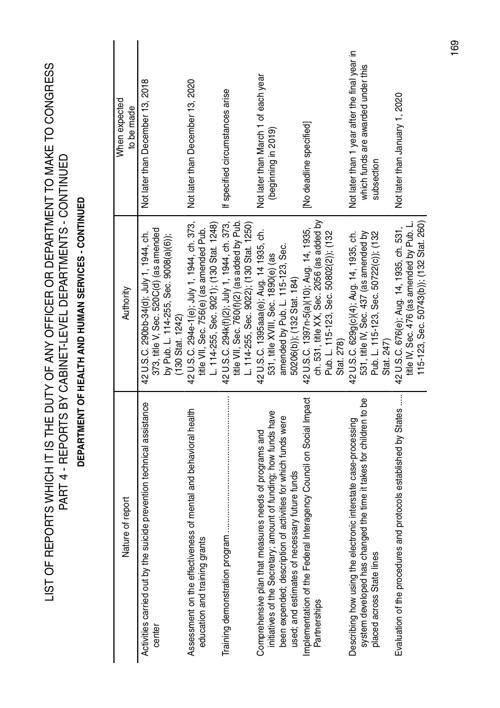 LIST OF REPORTS WHICH IT IS THE DUTY OF ANY OFFICER OR DEPARTMENT TO MAKE TO CONGRESS
PART 4 - REPORTS BY CABINET-LEVEL DEPARTMENTS - CONTINUED
DEPARTMENT OF HEALTH AND HUMAN SERVICES - CONTINUED
Nature of report
Authority
When expected
to be made
Activities carried out by the suicide prevention technical assistance
center
42 U.S.C. 290bb-34(d); July 1, 1944, ch.
373, title V, Sec. 520C(d) (as amended
by Pub. L. 114-255, Sec. 9008(a)(6));
(130 Stat. 1242)
Not later than December 13, 2018
Assessment on the effectiveness of mental and behavioral health
education and training grants
42 U.S.C. 294e-1(e); July 1, 1944, ch. 373,
title VII, Sec. 756(e) (as amended Pub.
L. 114-255, Sec. 9021); (130 Stat. 1248)
Not later than December 13, 2020
Training demonstration program
42 U.S.C. 294k(f)(2); July 1, 1944, ch. 373,
title VII, Sec. 760(f)(2) (as added by Pub.
L. 114-255, Sec. 9022); (130 Stat. 1250)
If specified circumstances arise
Comprehensive plan that measures needs of programs and
initiatives of the Secretary; amount of funding; how funds have
been expended; description of activities for which funds were
used; and estimates of necessary future funds
42 U.S.C. 1395aaa(e); Aug. 14 1935, ch.
531, title XVIII, Sec. 1890(e) (as
amended by Pub. L. 115-123, Sec.
50206(b)); (132 Stat. 184)
Not later than March 1 of each year
(beginning in 2019)
Implementation of the Federal Interagency Council on Social Impact
Partnerships
42 U.S.C. 1397n-5(a)(10); Aug. 14, 1935,
ch. 531, title XX, Sec. 2056 (as added by
Pub. L. 115-123, Sec. 50802(2)); (132
Stat. 278)
[No deadline specified]
Describing how using the electronic interstate case-processing
system developed has changed the time it takes for children to be
placed across State lines
42 U.S.C. 629g(c)(4); Aug. 14, 1935, ch.
531, title IV, Sec. 437 (as amended by
Pub. L. 115-123, Sec. 50722(c)); (132
Stat. 247)
Not later than 1 year after the final year in
which funds are awarded under this
subsection
Evaluation of the procedures and protocols established by States
42 U.S.C. 676(e); Aug. 14, 1935, ch. 531,
title IV, Sec. 476 (as amended by Pub. L.
115-123, Sec. 50743(b)); (132 Stat. 260)
Not later than January 1, 2020
169